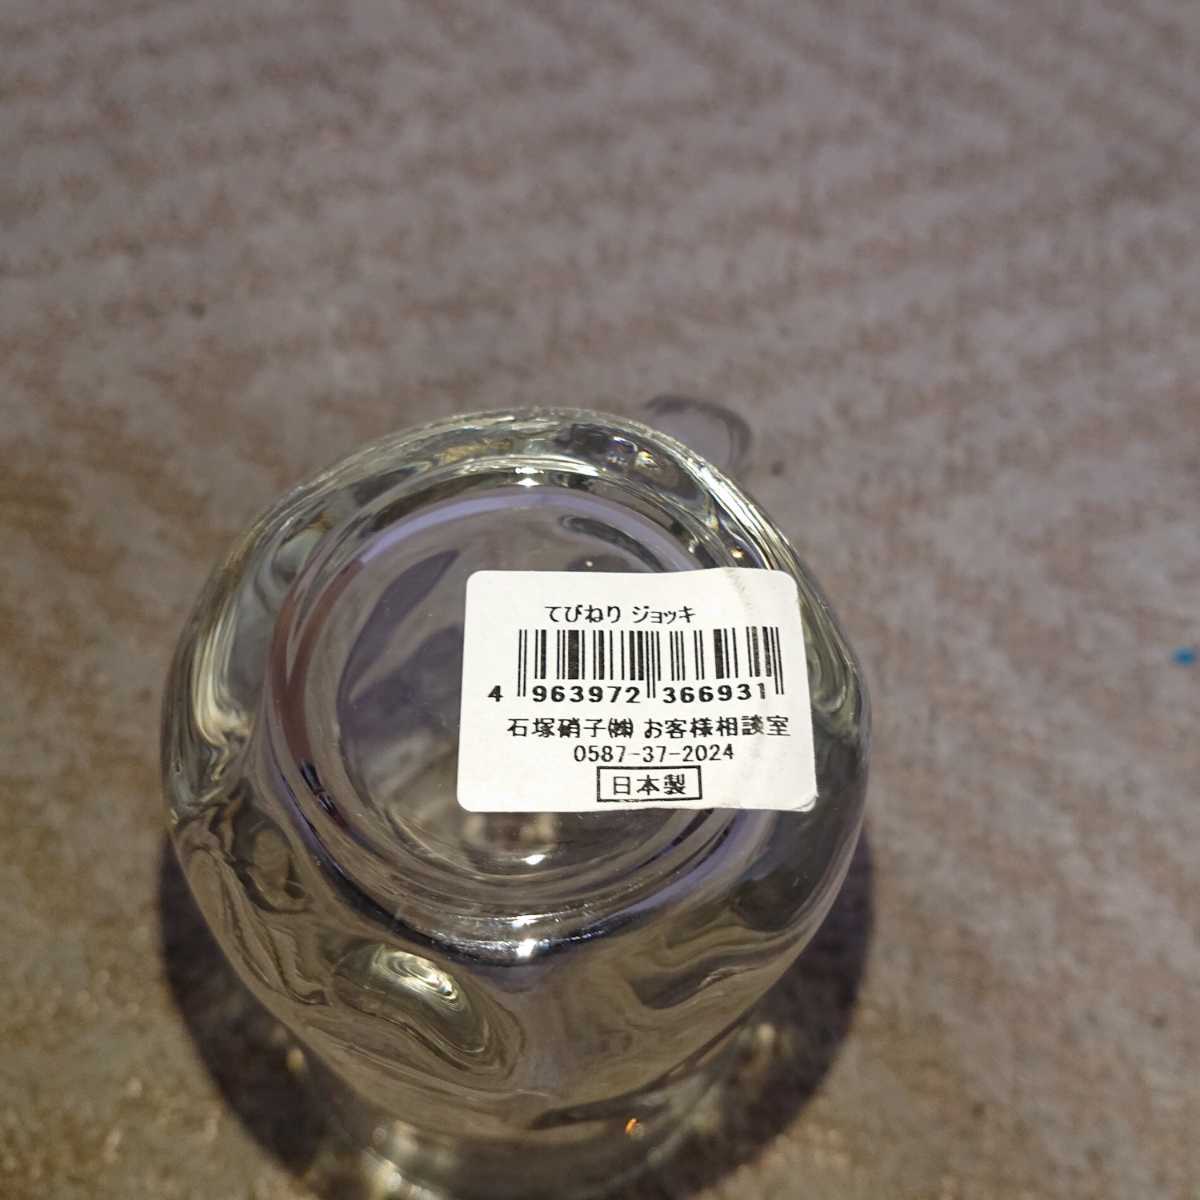 てびねり ジョッキ
4 963972 366931
石塚硝子㈱ お客様相談室
0587-37-2024
日本製